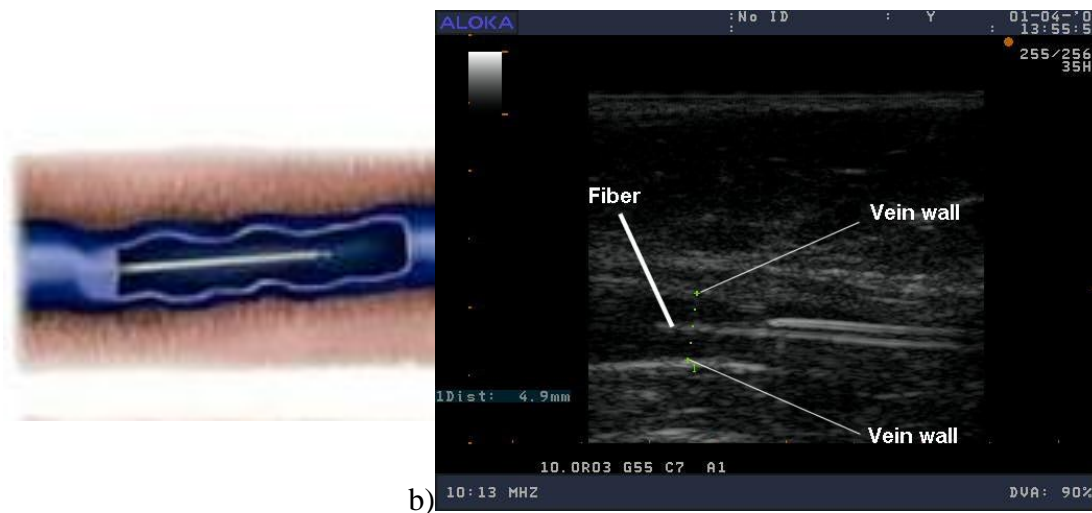 ALOKA
:No ID : Y 01-04-'0
: : 13:55:5
255/256
35H
Fiber
Vein wall
1Dist: 4.9mm
Vein wall
10.0R03 G55 C7 A1
b)
10:13 MHZ DVA: 90%